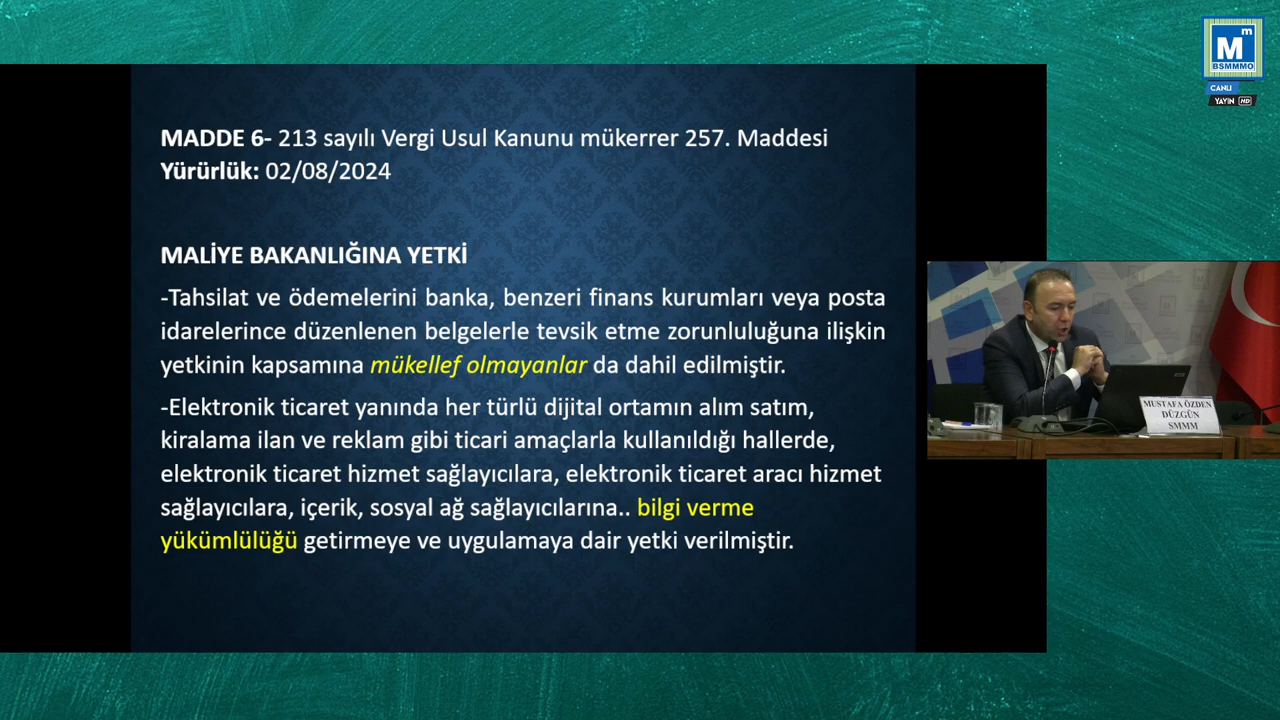 MADDE 6- 213 sayılı Vergi Usul Kanunu mükerrer 257. Maddesi
Yürürlük: 02/08/2024
MALİYE BAKANLIĞINA YETKİ
-Tahsilat ve ödemelerini banka, benzeri finans kurumları veya posta
idarelerince düzenlenen belgelerle tevsik etme zorunluluğuna ilişkin
yetkinin kapsamına mükellef olmayanlar da dahil edilmiştir.
-Elektronik ticaret yanında her türlü dijital ortamın alım satım,
kiralama ilan ve reklam gibi ticari amaçlarla kullanıldığı hallerde,
elektronik ticaret hizmet sağlayıcılara, elektronik ticaret aracı hizmet
sağlayıcılara, içerik, sosyal ağ sağlayıcılarına.. bilgi verme
yükümlülüğü getirmeye ve uygulamaya dair yetki verilmiştir.
Mm
BSMMMO
CANLI
YAYIN HD
MUSTAFA ÖZDEN
DÜZGÜN
SMMM